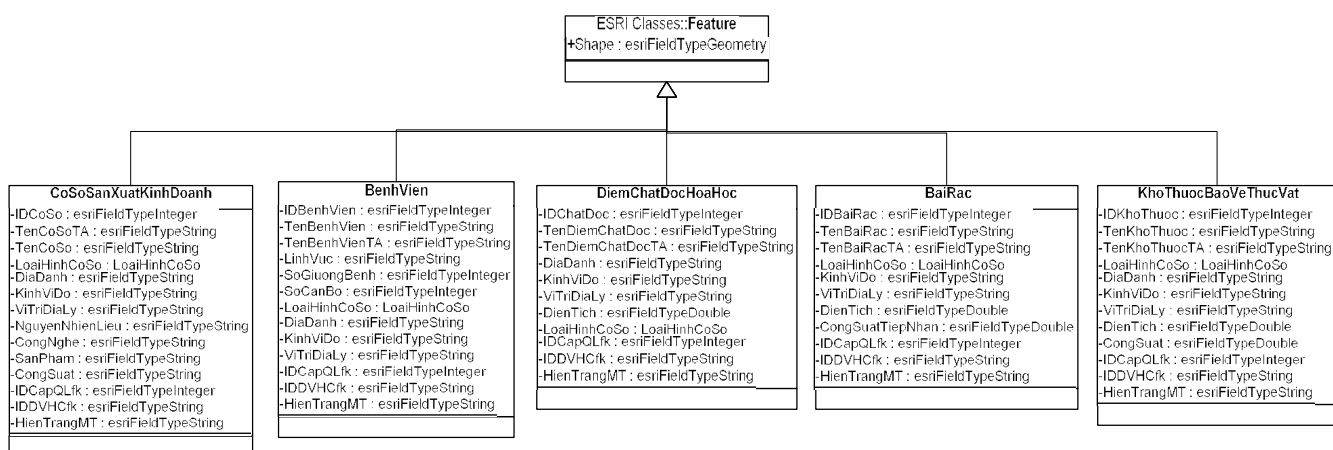 ESRI Classes::Feature
+Shape : esriFieldTypeGeometry
CoSoSanXuatKinhDoanh
-IDCoSo : esriFieldTypeInteger
-TenCoSoTA : esriFieldTypeString
-TenCoSo : esriFieldTypeString
-LoaiHinhCoSo : LoaiHinhCoSo
-DiaDanh : esriFieldTypeString
-KinhViDo : esriFieldTypeString
-ViTriDiaLy : esriFieldTypeString
-NguyenNhienLieu : esriFieldTypeString
-CongNghe : esriFieldTypeString
-SanPham : esriFieldTypeString
-CongSuat : esriFieldTypeString
-IDCapQLfk : esriFieldTypeInteger
-IDDVHCfk : esriFieldTypeString
-HienTrangMT : esriFieldTypeString
BenhVien
-IDBenhVien : esriFieldTypeInteger
-TenBenhVien : esriFieldTypeString
-TenBenhVienTA : esriFieldTypeString
-LinhVuc : esriFieldTypeString
-SoGiuongBenh : esriFieldTypeInteger
-SoCanBo : esriFieldTypeInteger
-LoaiHinhCoSo : LoaiHinhCoSo
-DiaDanh : esriFieldTypeString
-KinhViDo : esriFieldTypeString
-ViTriDiaLy : esriFieldTypeString
-IDCapQLfk : esriFieldTypeInteger
-IDDVHCfk : esriFieldTypeString
-HienTrangMT : esriFieldTypeString
DiemChatDocHoaHoc
-IDChatDoc : esriFieldTypeInteger
-TenDiemChatDoc : esriFieldTypeString
-TenDiemChatDocTA : esriFieldTypeString
-DiaDanh : esriFieldTypeString
-KinhViDo : esriFieldTypeString
-ViTriDiaLy : esriFieldTypeString
-DienTich : esriFieldTypeDouble
-LoaiHinhCoSo : LoaiHinhCoSo
-IDCapQLfk : esriFieldTypeInteger
-IDDVHCfk : esriFieldTypeString
-HienTrangMT : esriFieldTypeString
BaiRac
-IDBaiRac : esriFieldTypeInteger
-TenBaiRac : esriFieldTypeString
-TenBaiRacTA : esriFieldTypeString
-LoaiHinhCoSo : LoaiHinhCoSo
-KinhViDo : esriFieldTypeString
-ViTriDiaLy : esriFieldTypeString
-DienTich : esriFieldTypeDouble
-CongSuatTiepNhan : esriFieldTypeDouble
-IDCapQLfk : esriFieldTypeInteger
-IDDVHCfk : esriFieldTypeString
-HienTrangMT : esriFieldTypeString
KhoThuocBaoVeThucVat
-IDKhoThuoc : esriFieldTypeInteger
-TenKhoThuoc : esriFieldTypeString
-TenKhoThuocTA : esriFieldTypeString
-LoaiHinhCoSo : LoaiHinhCoSo
-DiaDanh : esriFieldTypeString
-KinhViDo : esriFieldTypeString
-ViTriDiaLy : esriFieldTypeString
-DienTich : esriFieldTypeDouble
-CongSuat : esriFieldTypeDouble
-IDCapQLfk : esriFieldTypeInteger
-IDDVHCfk : esriFieldTypeString
-HienTrangMT : esriFieldTypeString